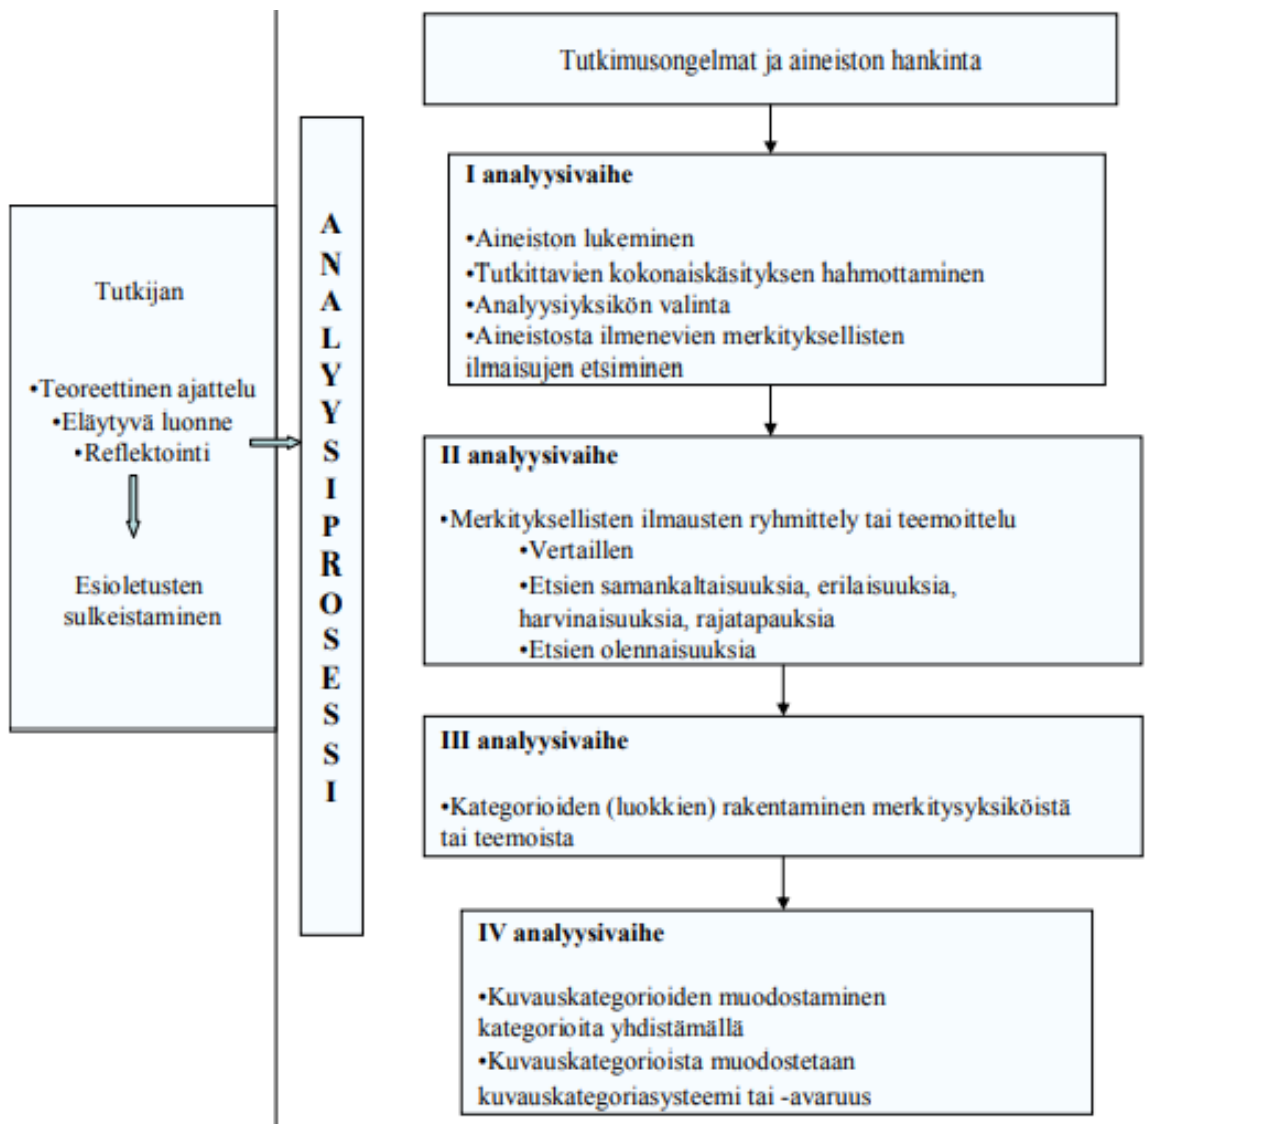 Tutkimusongelmat ja aineiston hankinta
I analyysivaihe
•Aineiston lukeminen
•Tutkittavien kokonaiskäsityksen hahmottaminen
•Analyysiyksikön valinta
•Aineistosta ilmenevien merkityksellisten
ilmaisujen etsiminen
Tutkijan
•Teoreettinen ajattelu
•Eläytyvä luonne
•Reflektointi
Esioletusten
sulkeistaminen
A
N
A
L
Y
Y
S
I
P
R
O
S
E
S
S
I
II analyysivaihe
•Merkityksellisten ilmausten ryhmittely tai teemoittelu
•Vertaillen
•Etsien samankaltaisuuksia, erilaisuuksia,
harvinaisuuksia, rajatapauksia
•Etsien olennaisuuksia
III analyysivaihe
•Kategorioiden (luokkien) rakentaminen merkitysyksiköistä
tai teemoista
IV analyysivaihe
•Kuvauskategorioiden muodostaminen
kategorioita yhdistämällä
•Kuvauskategorioista muodostetaan
kuvauskategoriasysteemi tai -avaruus